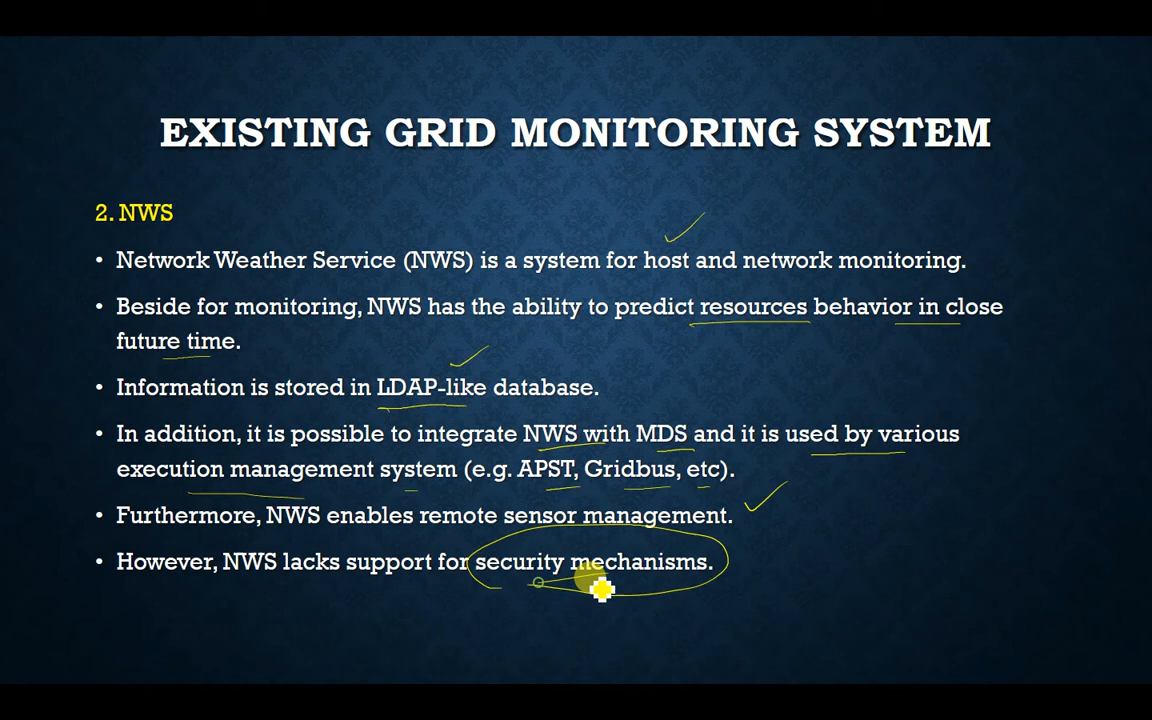 EXISTING GRID MONITORING SYSTEM
2. NWS
• Network Weather Service (NWS) is a system for host and network monitoring.
• Beside for monitoring, NWS has the ability to predict resources behavior in close
future time.
• Information is stored in LDAP-like database.
• In addition, it is possible to integrate NWS with MDS and it is used by various
execution management system (e.g. APST, Gridbus, etc).
• Furthermore, NWS enables remote sensor management.
• However, NWS lacks support for security mechanisms.